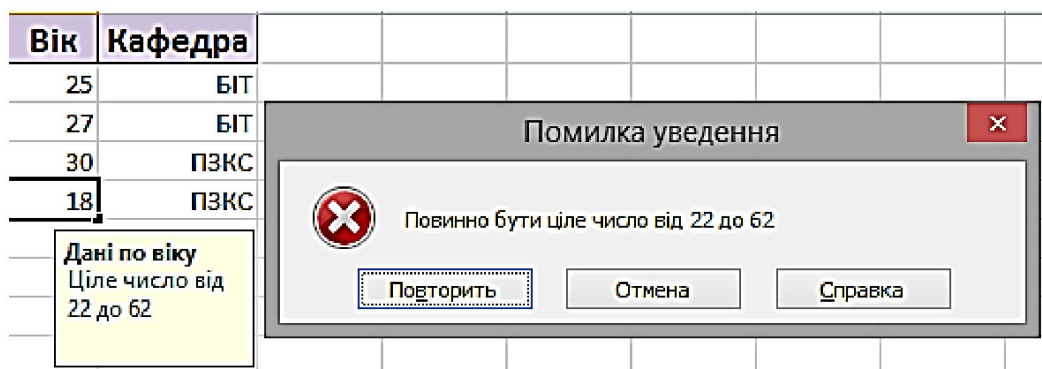 Вік Кафедра
25 БІТ
27 БІТ
30 ПЗКС
18 ПЗКС
Дані по віку
Ціле число від
22 до 62
Помилка уведення
Повинно бути ціле число від 22 до 62
Повторить Отмена Справка